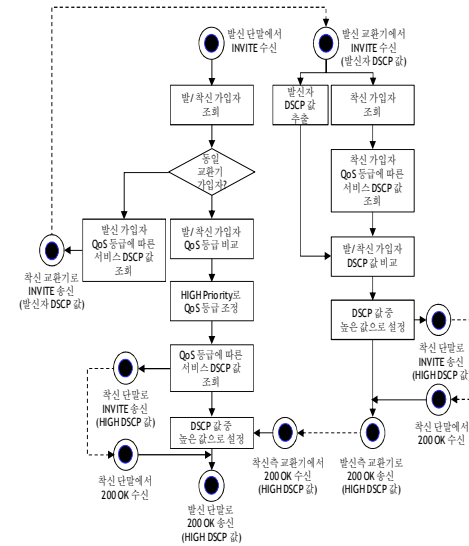 발신 단말에서
INVITE 수신
발신 교환기에서
INVITE 수신
(발신자 DSCP 값)
발/착신 가입자
조회
발신자
DSCP 값
추출
착신 가입자
조회
동일
교환기
가입자?
착신 가입자
QoS 등급에 따른
서비스 DSCP 값
조회
발신 가입자
QoS 등급에 따른
서비스 DSCP 값
조회
발/착신 가입자
QoS 등급 비교
발/착신 가입자
DSCP 값 비교
착신 교환기로
INVITE 송신
(발신자 DSCP 값)
HIGH Priority로
QoS 등급 조정
DSCP 값 중
높은 값으로 설정
QoS 등급에 따른
서비스 DSCP 값
조회
착신 단말로
INVITE 송신
(HIGH DSCP 값)
착신 단말로
INVITE 송신
(HIGH DSCP 값)
DSCP 값 중
높은 값으로 설정
착신 단말에서
200 OK 수신
착신 단말에서
200 OK 수신
착신측 교환기에서
200 OK 수신
(HIGH DSCP 값)
발신측 교환기로
200 OK 송신
(HIGH DSCP 값)
발신 단말로
200 OK 송신
(HIGH DSCP 값)